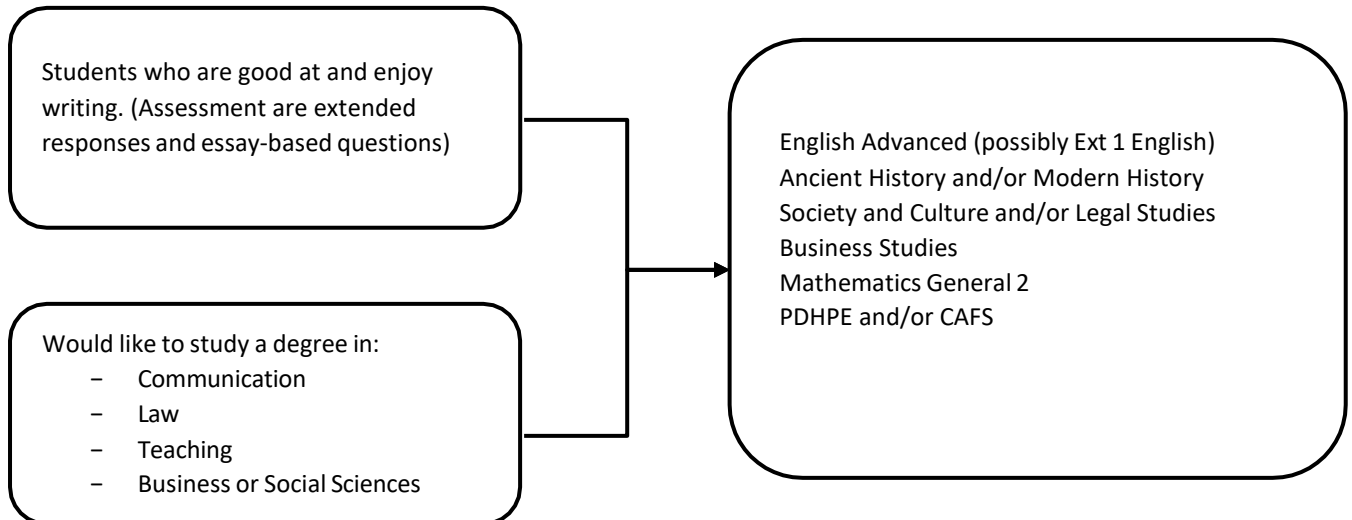 Students who are good at and enjoy
writing. (Assessment are extended
responses and essay-based questions)
Would like to study a degree in:
– Communication
– Law
– Teaching
– Business or Social Sciences
English Advanced (possibly Ext 1 English)
Ancient History and/or Modern History
Society and Culture and/or Legal Studies
Business Studies
Mathematics General 2
PDHPE and/or CAFS